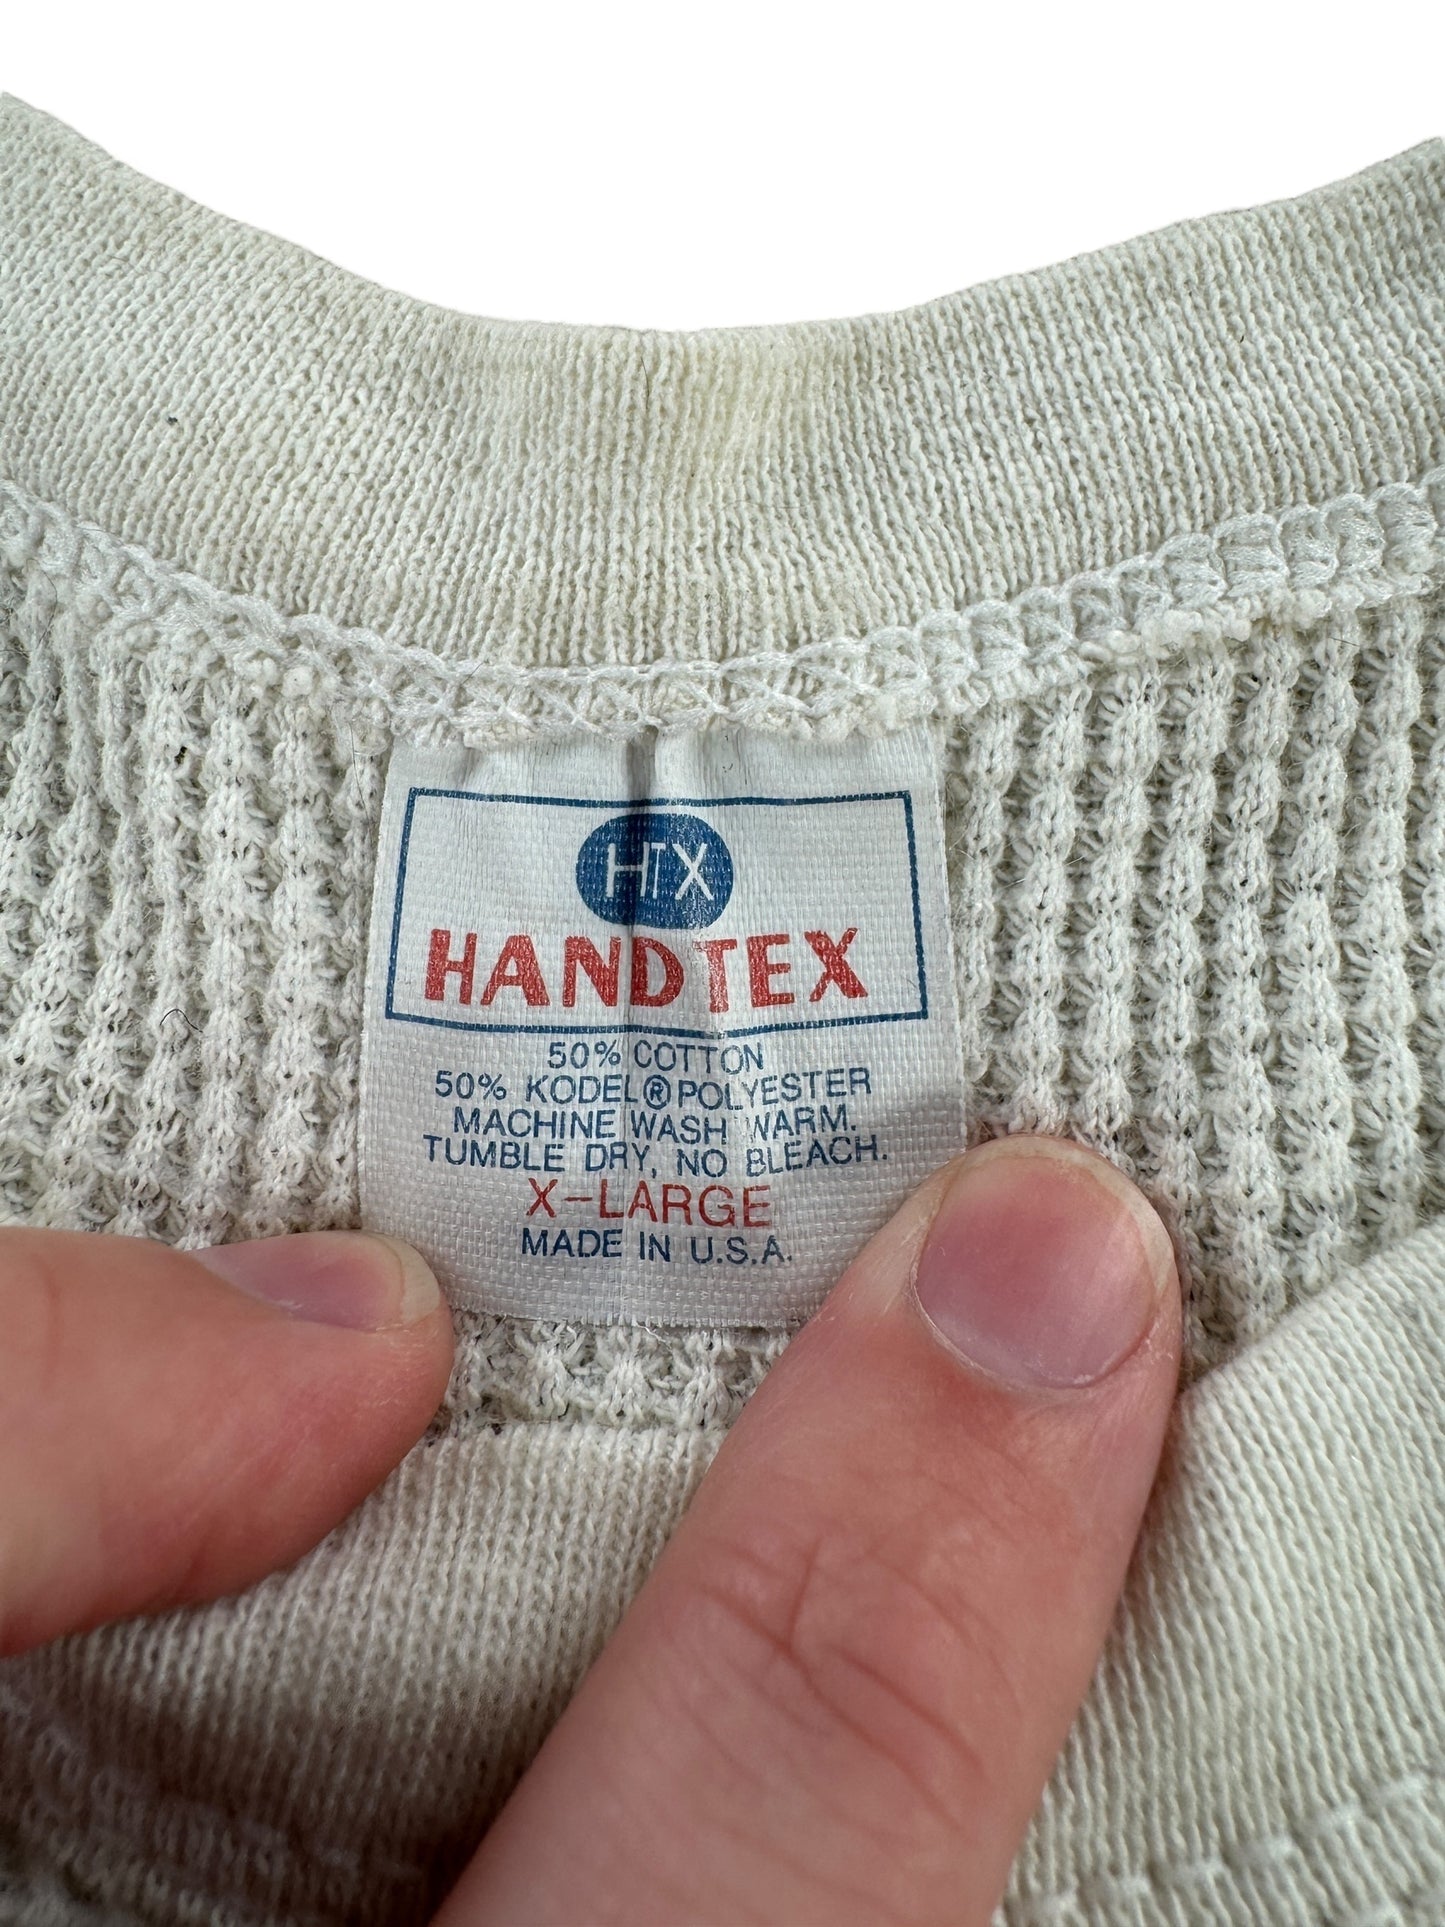 HTX
HANDTEX
50% COTTON
50% KODEL® POLYESTER
MACHINE WASH WARM.
TUMBLE DRY, NO BLEACH.
X-LARGE
MADE IN U.S.A.